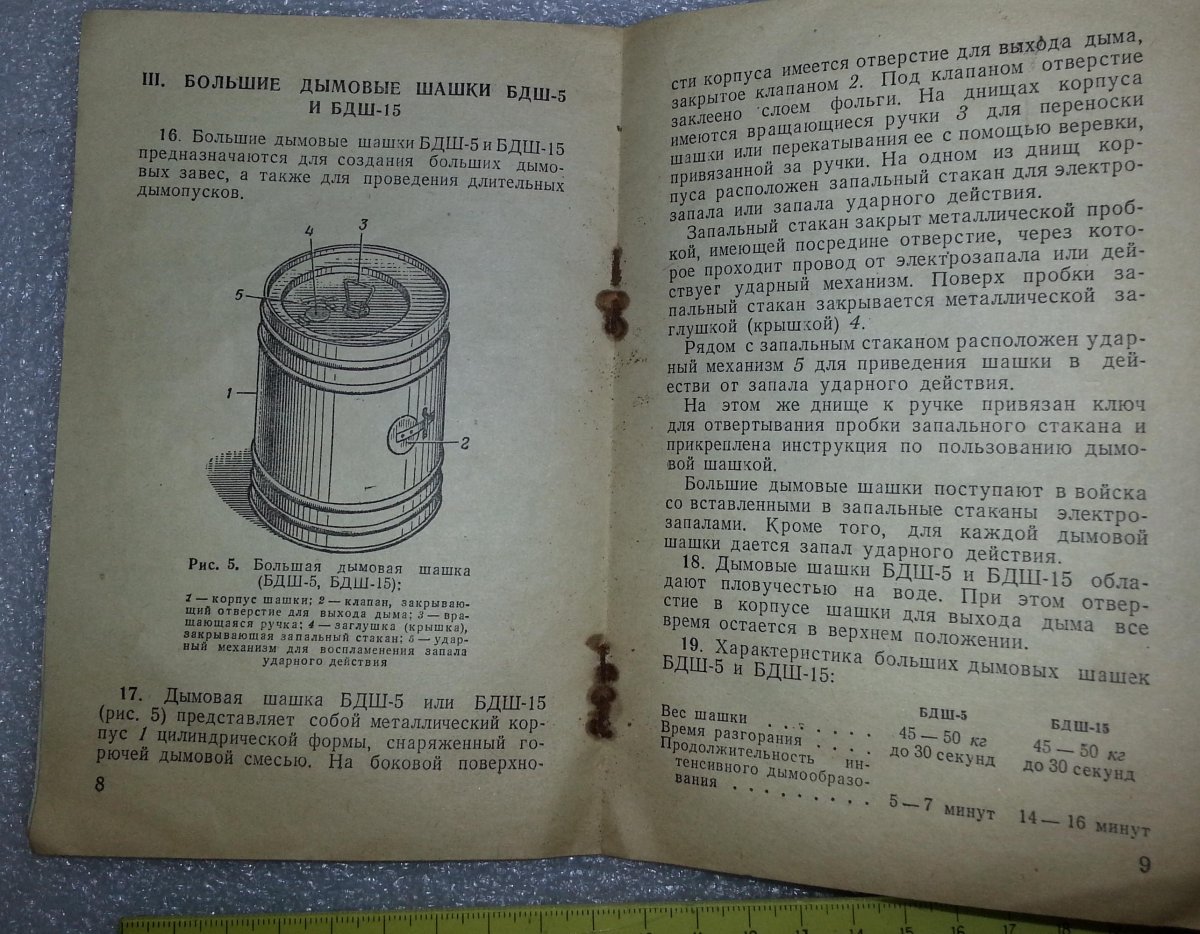 III. БОЛЬШИЕ ДЫМОВЫЕ ШАШКИ БДШ-5
И БДШ-15
16. Большие дымовые шашки БДШ-5 и БДШ-15
предназначаются для создания больших дымо-
вых завес, а также для проведения длительных
дымопусков.
4
3
5
1
2
Рис. 5. Большая дымовая шашка
(БДШ-5, БДШ-15):
1 — корпус шашки; 2 — клапан, закрываю-
щий отверстие для выхода дыма; 3 — вра-
щающаяся ручка; 4 — заглушка (крышка),
закрывающая запальный стакан; 5 — удар-
ный механизм для воспламенения запала
ударного действия
17. Дымовая шашка БДШ-5 или БДШ-15
(рис. 5) представляет собой металлический кор-
пус 1 цилиндрической формы, снаряженный го-
рючей дымовой смесью. На боковой поверхно-
8
сти корпуса имеется отверстие для выхода дыма,
закрытое клапаном 2. Под клапаном отверстие
заклеено слоем фольги. На днищах корпуса
имеются вращающиеся ручки 3 для переноски
шашки или перекатывания ее с помощью веревки,
привязанной за ручки. На одном из днищ кор-
пуса расположен запальный стакан для электро-
запала или запала ударного действия.
Запальный стакан закрыт металлической проб-
кой, имеющей посредине отверстие, через кото-
рое проходит провод от электрозапала или дей-
ствует ударный механизм. Поверх пробки за-
пальный стакан закрывается металлической за-
глушкой (крышкой) 4.
Рядом с запальным стаканом расположен удар-
ный механизм 5 для приведения шашки в дей-
естви от запала ударного действия.
На этом же днище к ручке привязан ключ
для отвертывания пробки запального стакана и
прикреплена инструкция по пользованию дымо-
вой шашкой.
Большие дымовые шашки поступают в войска
со вставленными в запальные стаканы электро-
запалами. Кроме того, для каждой дымовой
шашки дается запал ударного действия.
18. Дымовые шашки БДШ-5 и БДШ-15 обла-
дают пловучестью на воде. При этом отвер-
стие в корпусе шашки для выхода дыма все
время остается в верхнем положении.
19. Характеристика больших дымовых шашек
БДШ-5 и БДШ-15:
БДШ-5 БДШ-15
Вес шашки . . . . . . . 45 — 50 кг 45 — 50 кг
Время разгорания . . . . до 30 секунд до 30 секунд
Продолжительность ин-
тенсивного дымообразо-
вания . . . . . . . . . 5 — 7 минут 14 — 16 минут
9